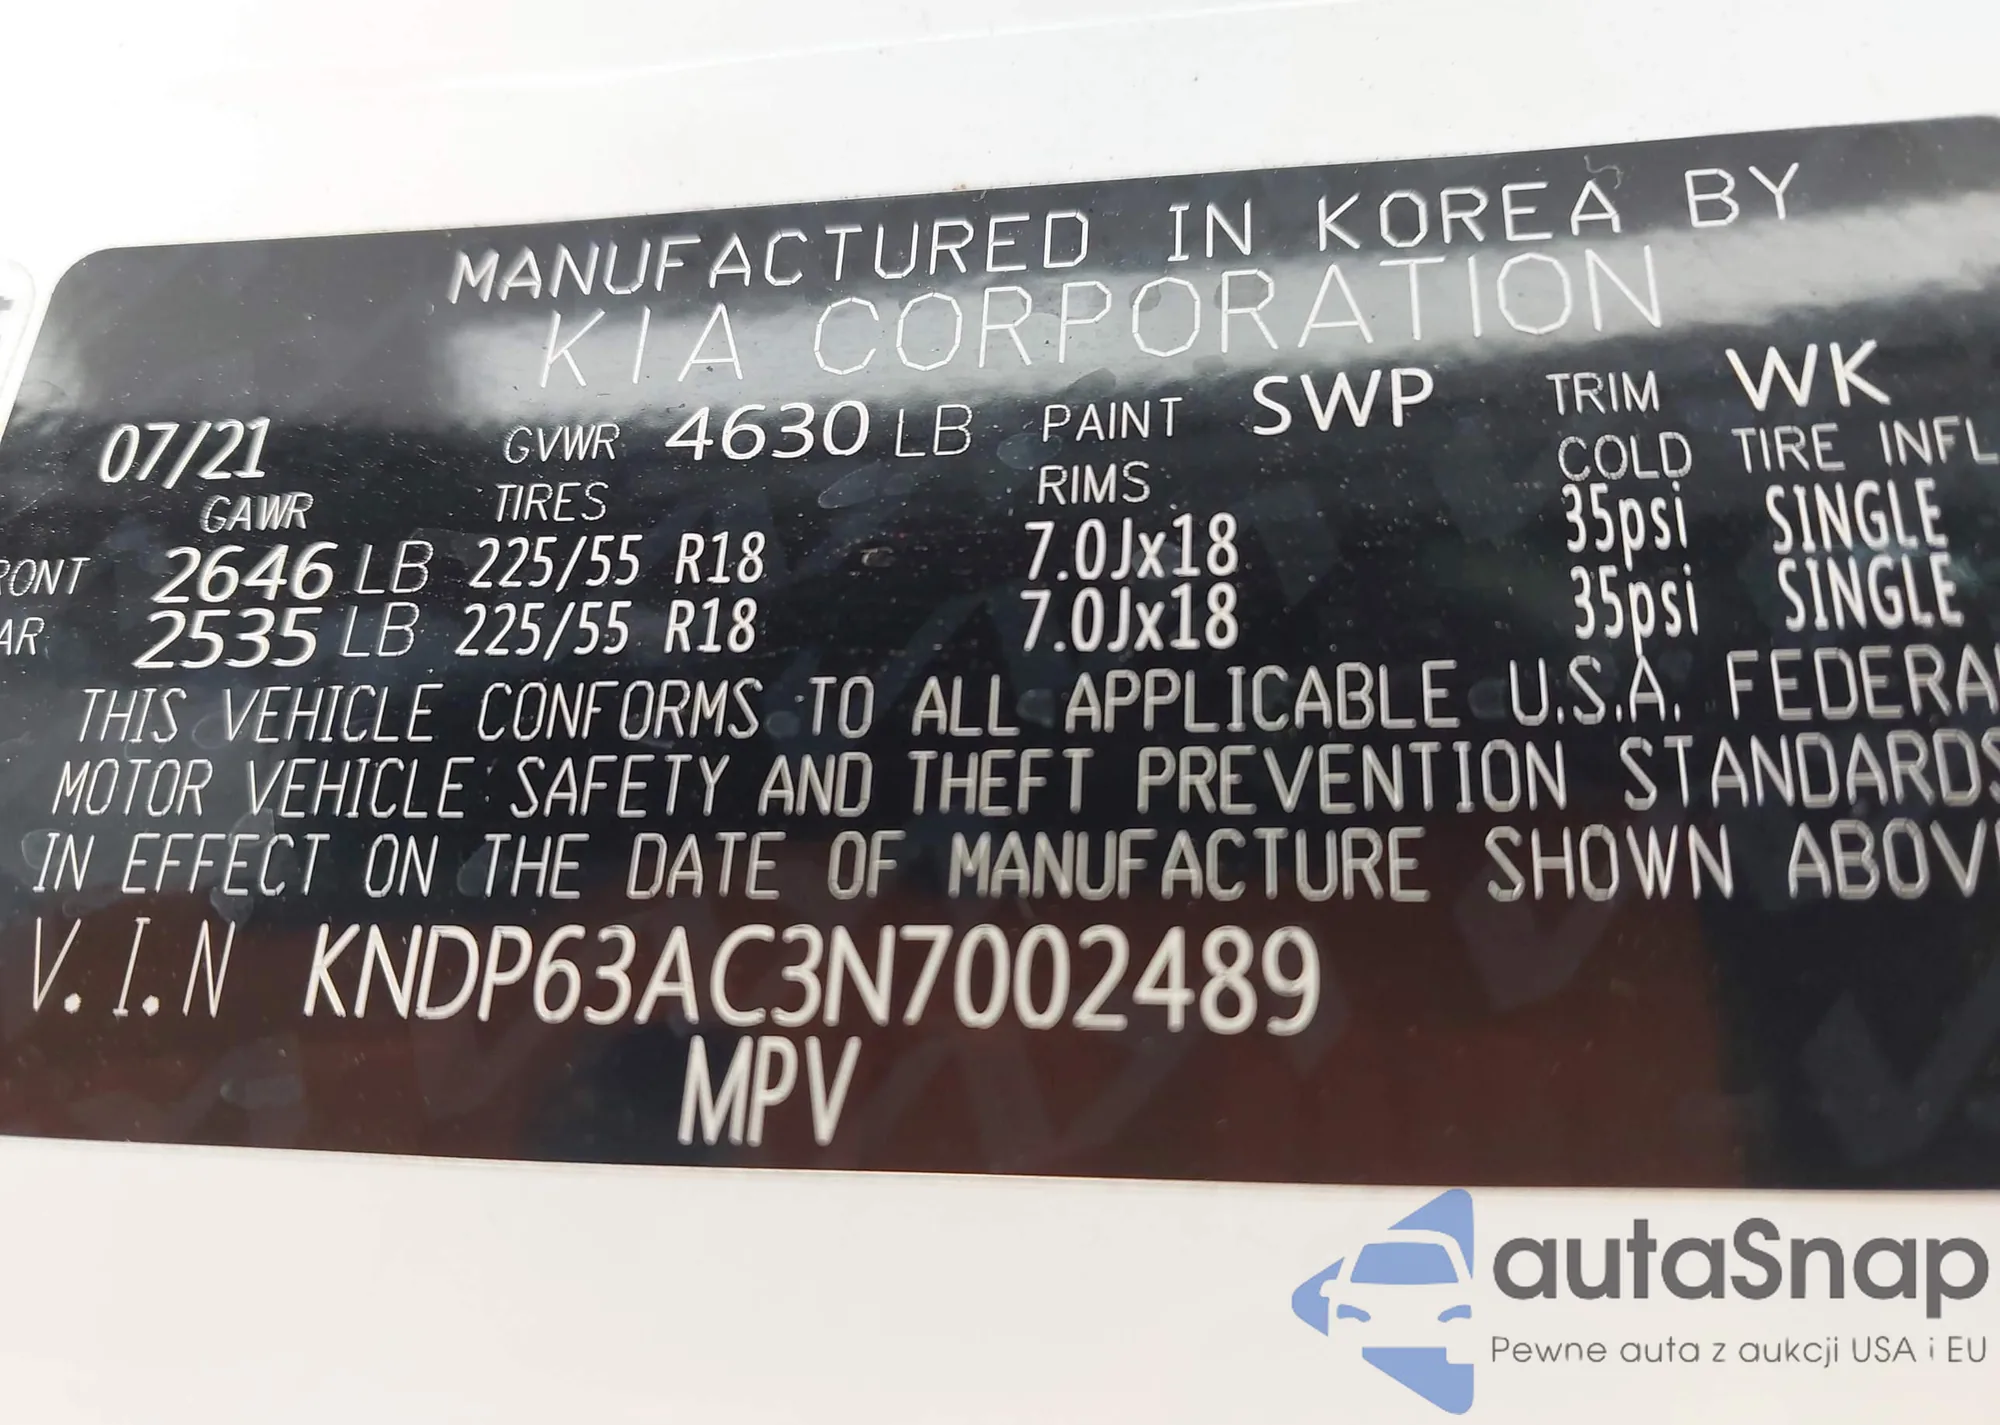 MANUFACTURED IN KOREA BY
KIA CORPORATION
07/21 GVWR 4630 LB PAINT SWP TRIM WK
GAWR TIRES RIMS COLD TIRE INFL
RONT 2646 LB 225/55 R18 7.0Jx18 35psi SINGLE
AR 2535 LB 225/55 R18 7.0Jx18 35psi SINGLE
THIS VEHICLE CONFORMS TO ALL APPLICABLE U.S.A. FEDERAL
MOTOR VEHICLE SAFETY AND THEFT PREVENTION STANDARDS
IN EFFECT ON THE DATE OF MANUFACTURE SHOWN ABOV
V.I.N KNDP63AC3N7002489
MPV
autaSnap
Pewne auta z aukcji USA i EU